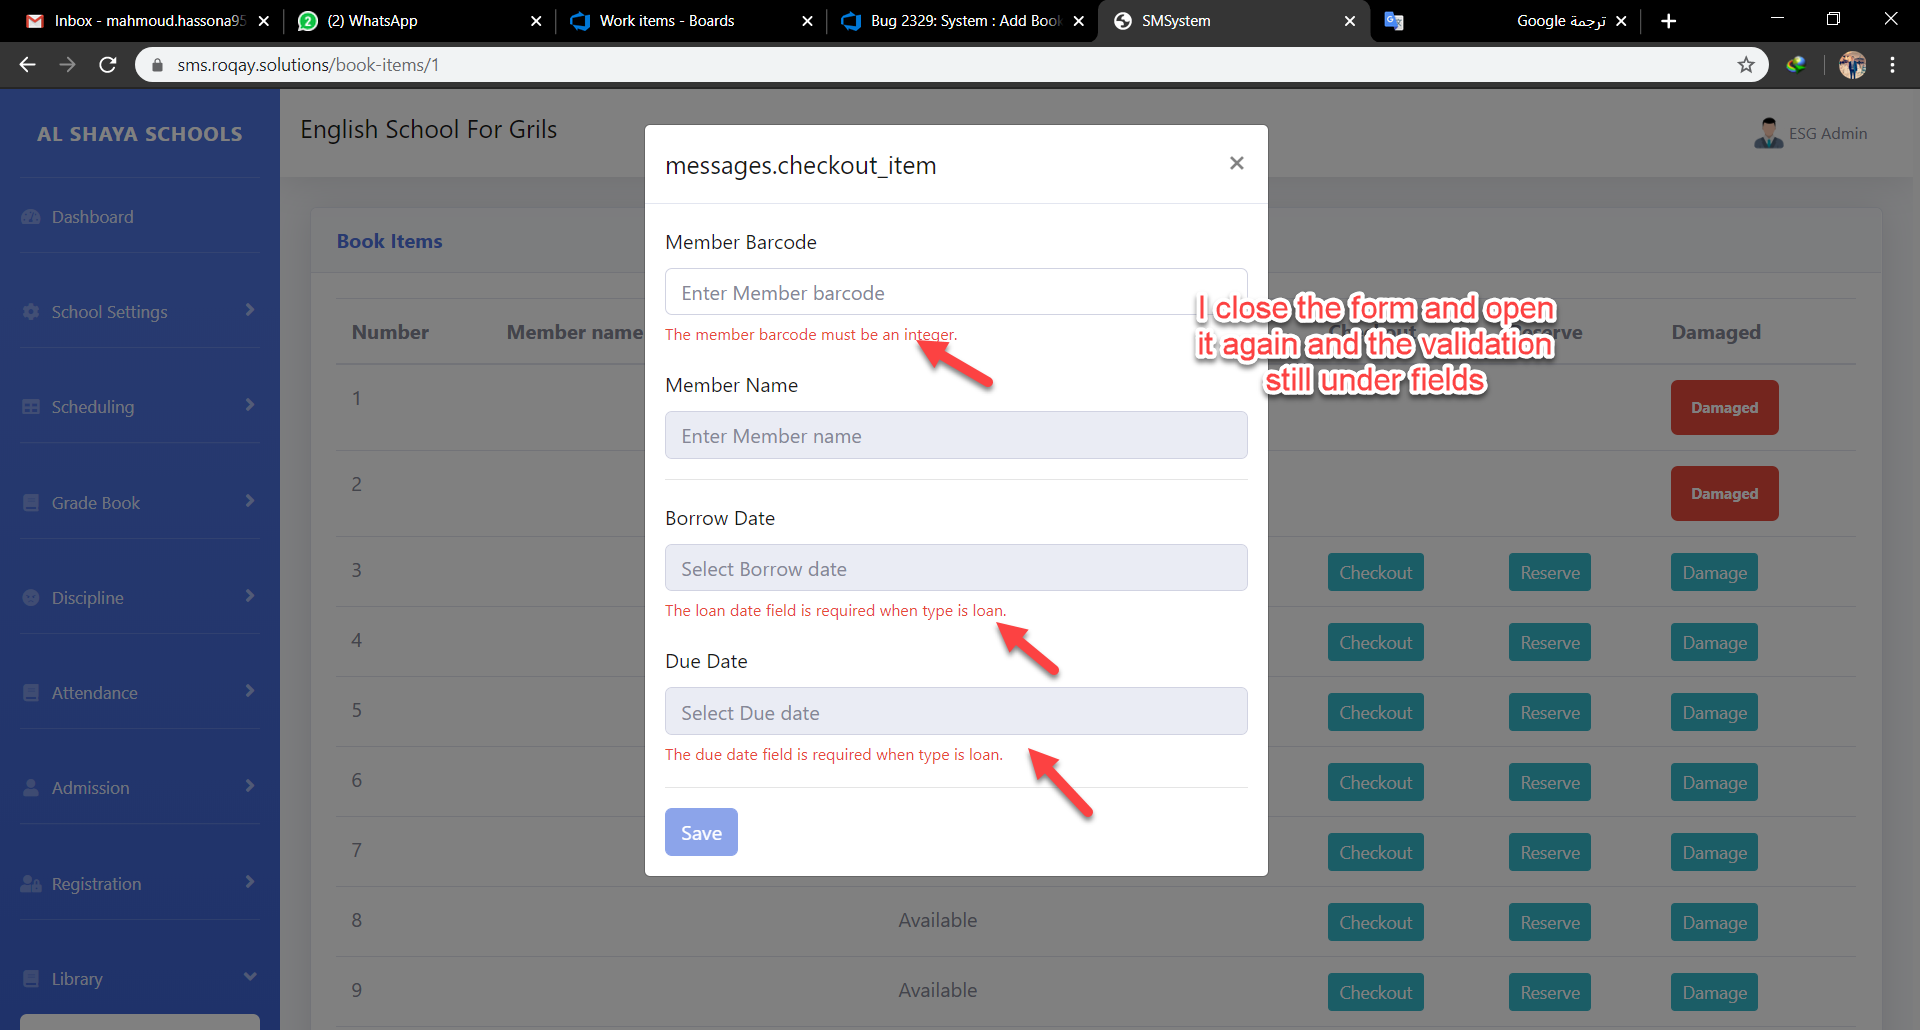 Inbox - mahmoud.hassona95
(2) WhatsApp
Work items - Boards
Bug 2329: System : Add Boo
SMSystem
ترجمة Google
sms.roqay.solutions/book-items/1
AL SHAYA SCHOOLS
English School For Grils
ESG Admin
Dashboard
School Settings
Scheduling
Grade Book
Discipline
Attendance
Admission
Registration
Library
Book Items
Number Member name Reserve Damaged
1 Damaged
2 Damaged
3 Checkout Reserve Damage
4 Checkout Reserve Damage
5 Checkout Reserve Damage
6 Checkout Reserve Damage
7 Checkout Reserve Damage
8 Available Checkout Reserve Damage
9 Available Checkout Reserve Damage
messages.checkout_item
Member Barcode
Enter Member barcode
The member barcode must be an integer.
Member Name
Enter Member name
Borrow Date
Select Borrow date
The loan date field is required when type is loan.
Due Date
Select Due date
The due date field is required when type is loan.
Save
I close the form and open
it again and the validation
still under fields